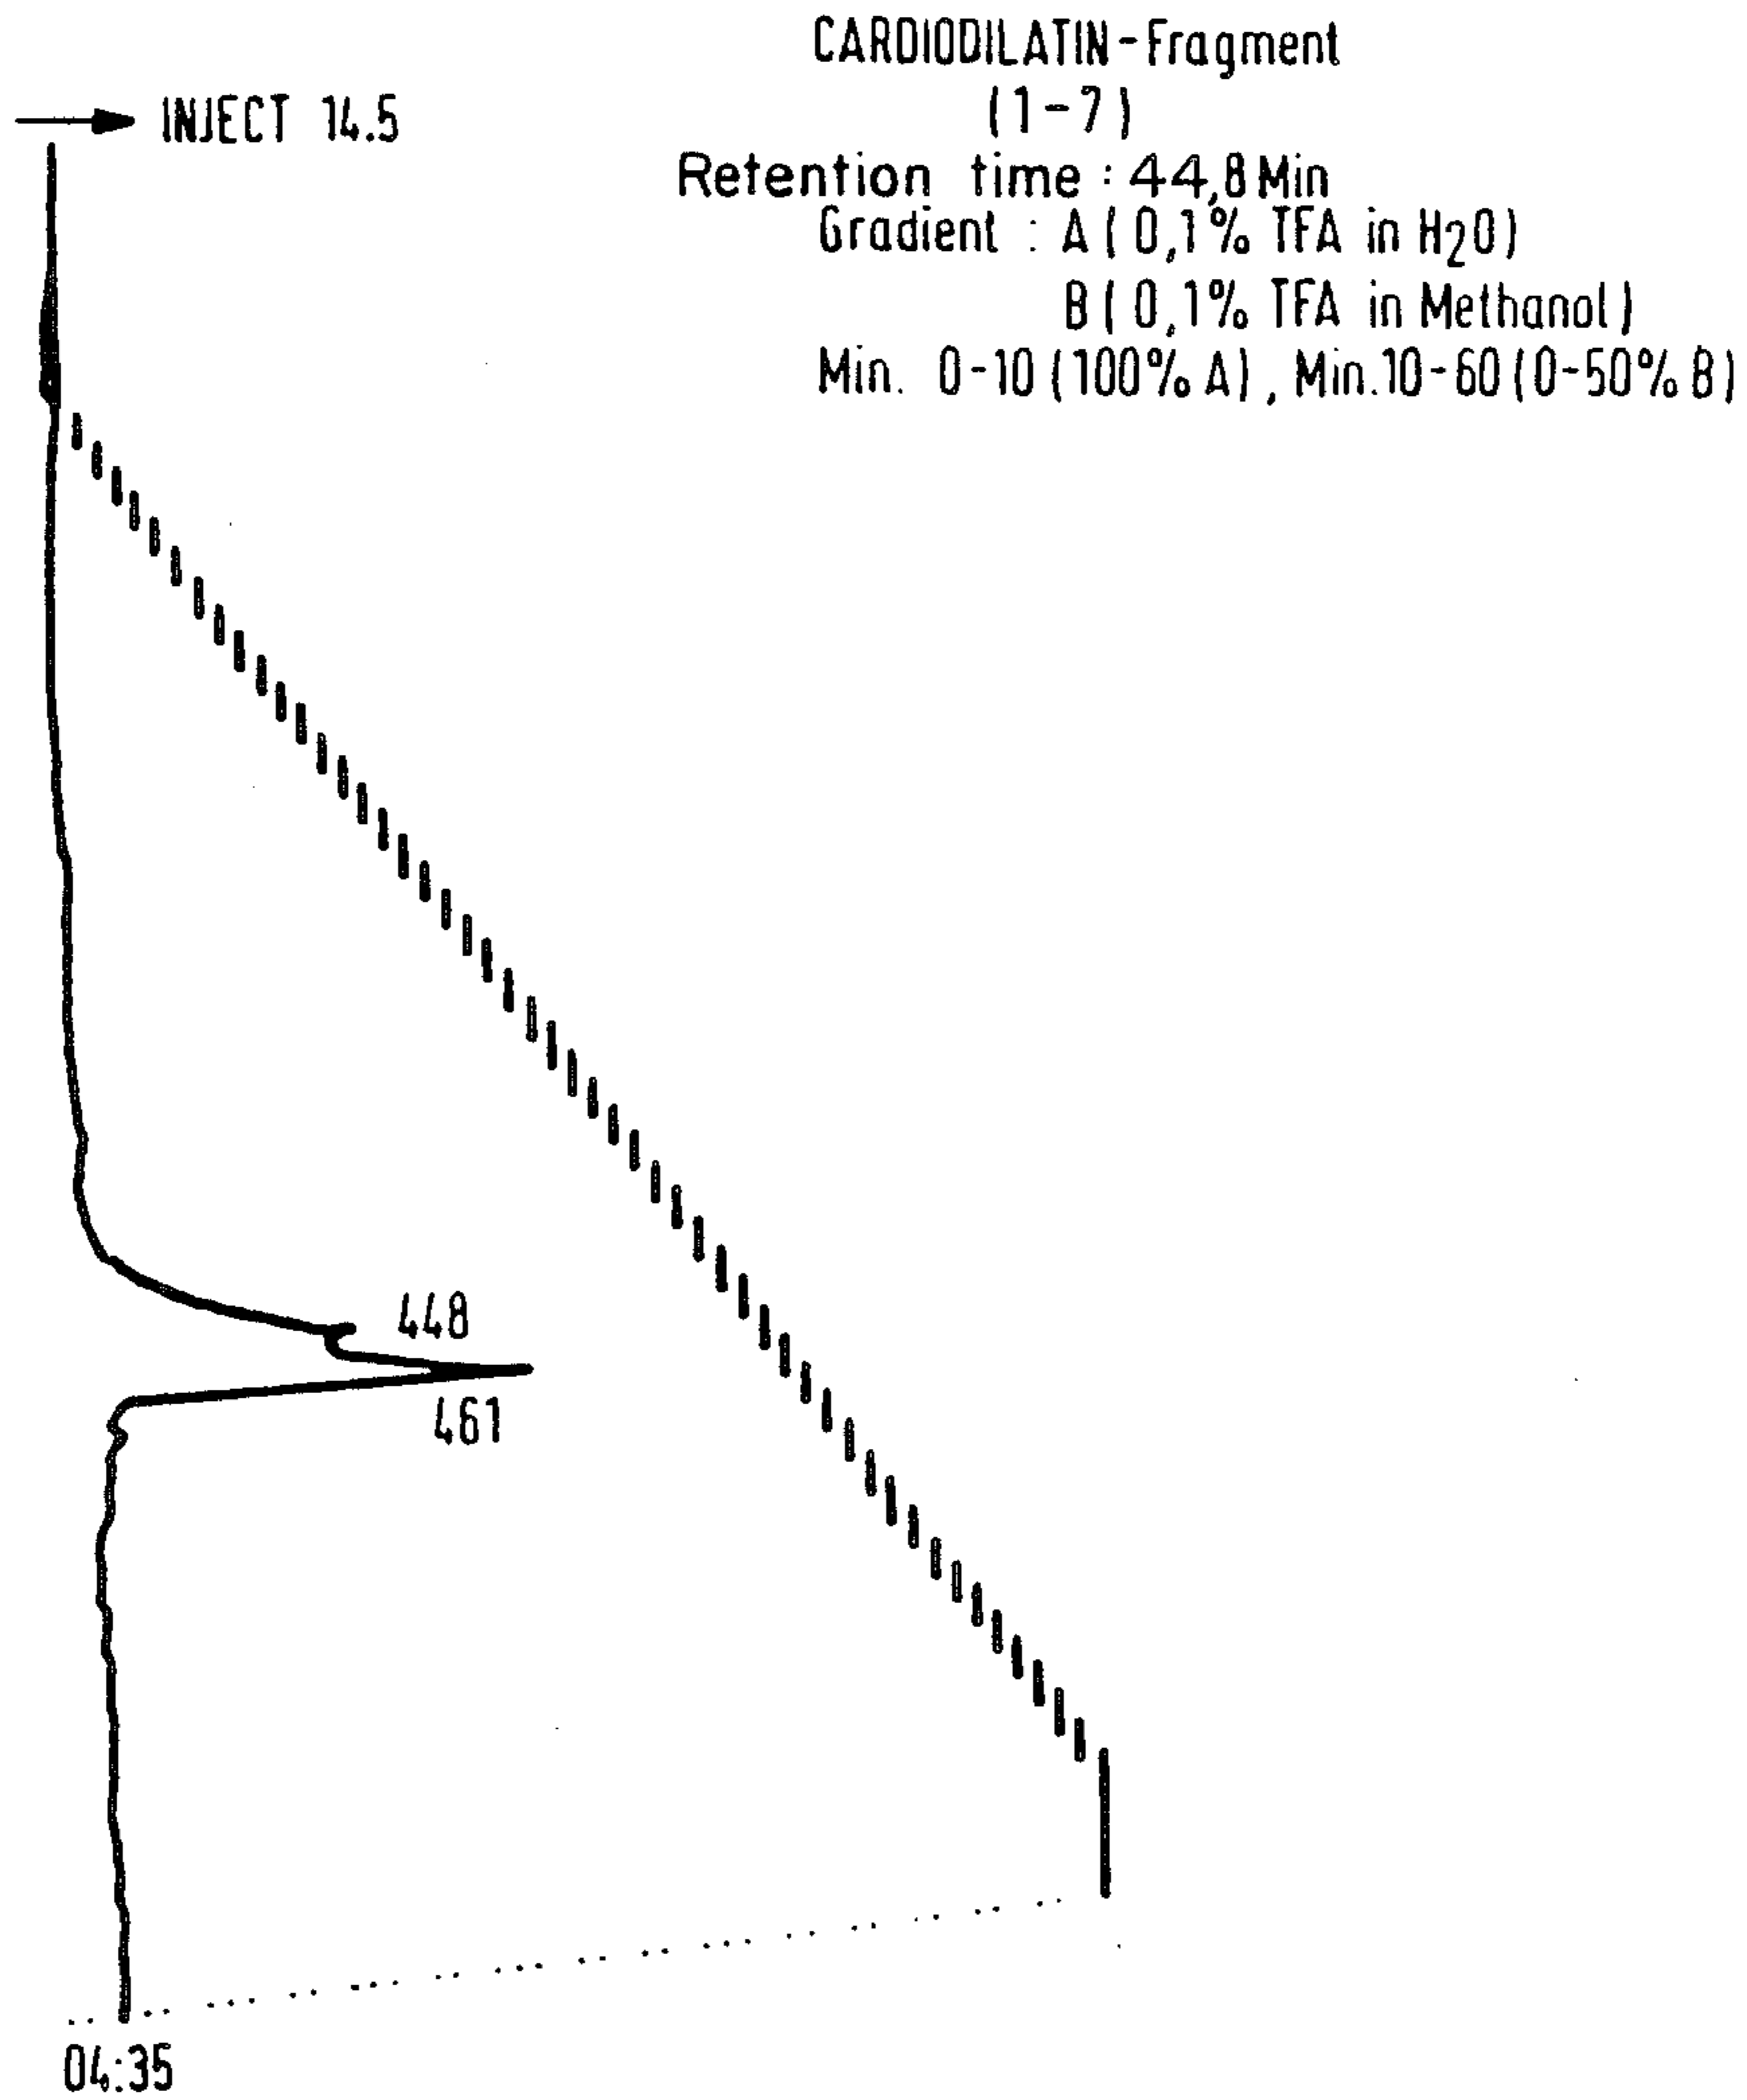 CARDIODILATIN-Fragment
(1-7)
INJECT 14.5
Retention time : 44,8 Min
Gradient : A ( 0,1% TFA in H2O)
B ( 0,1% TFA in Methanol)
Min. 0-10 (100% A), Min.10-60 (0-50% B)
448
461
04:35